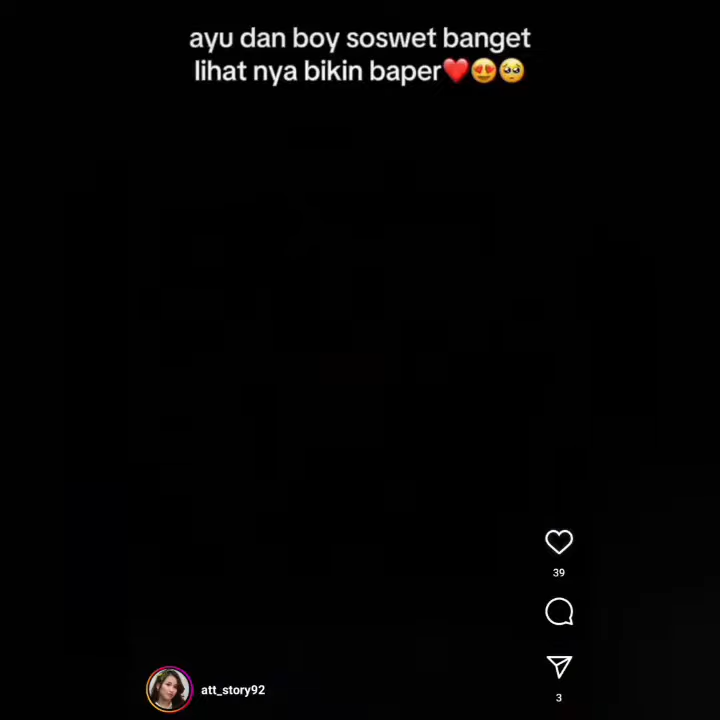 ayu dan boy soswet banget
lihat nya bikin baper❤️😍🥺
39
3
att_story92